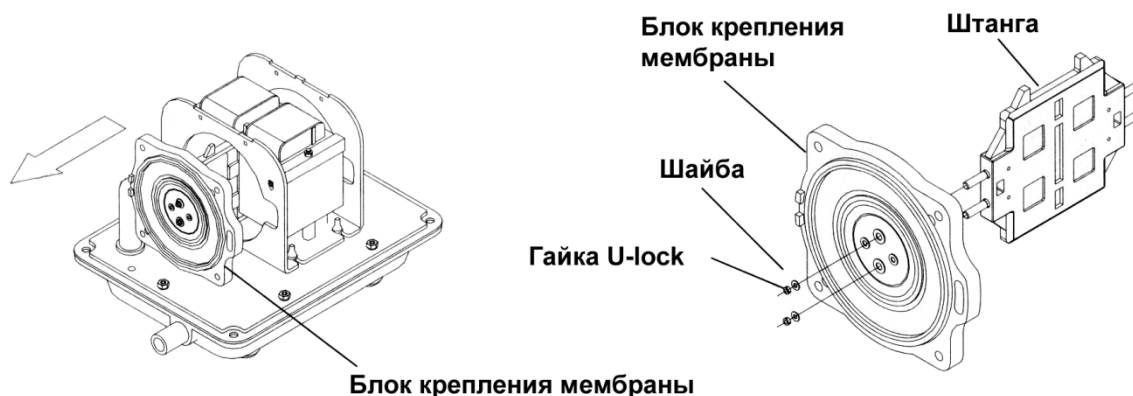 Блок крепления
мембраны
Штанга
Шайба
Гайка U-lock
Блок крепления мембраны